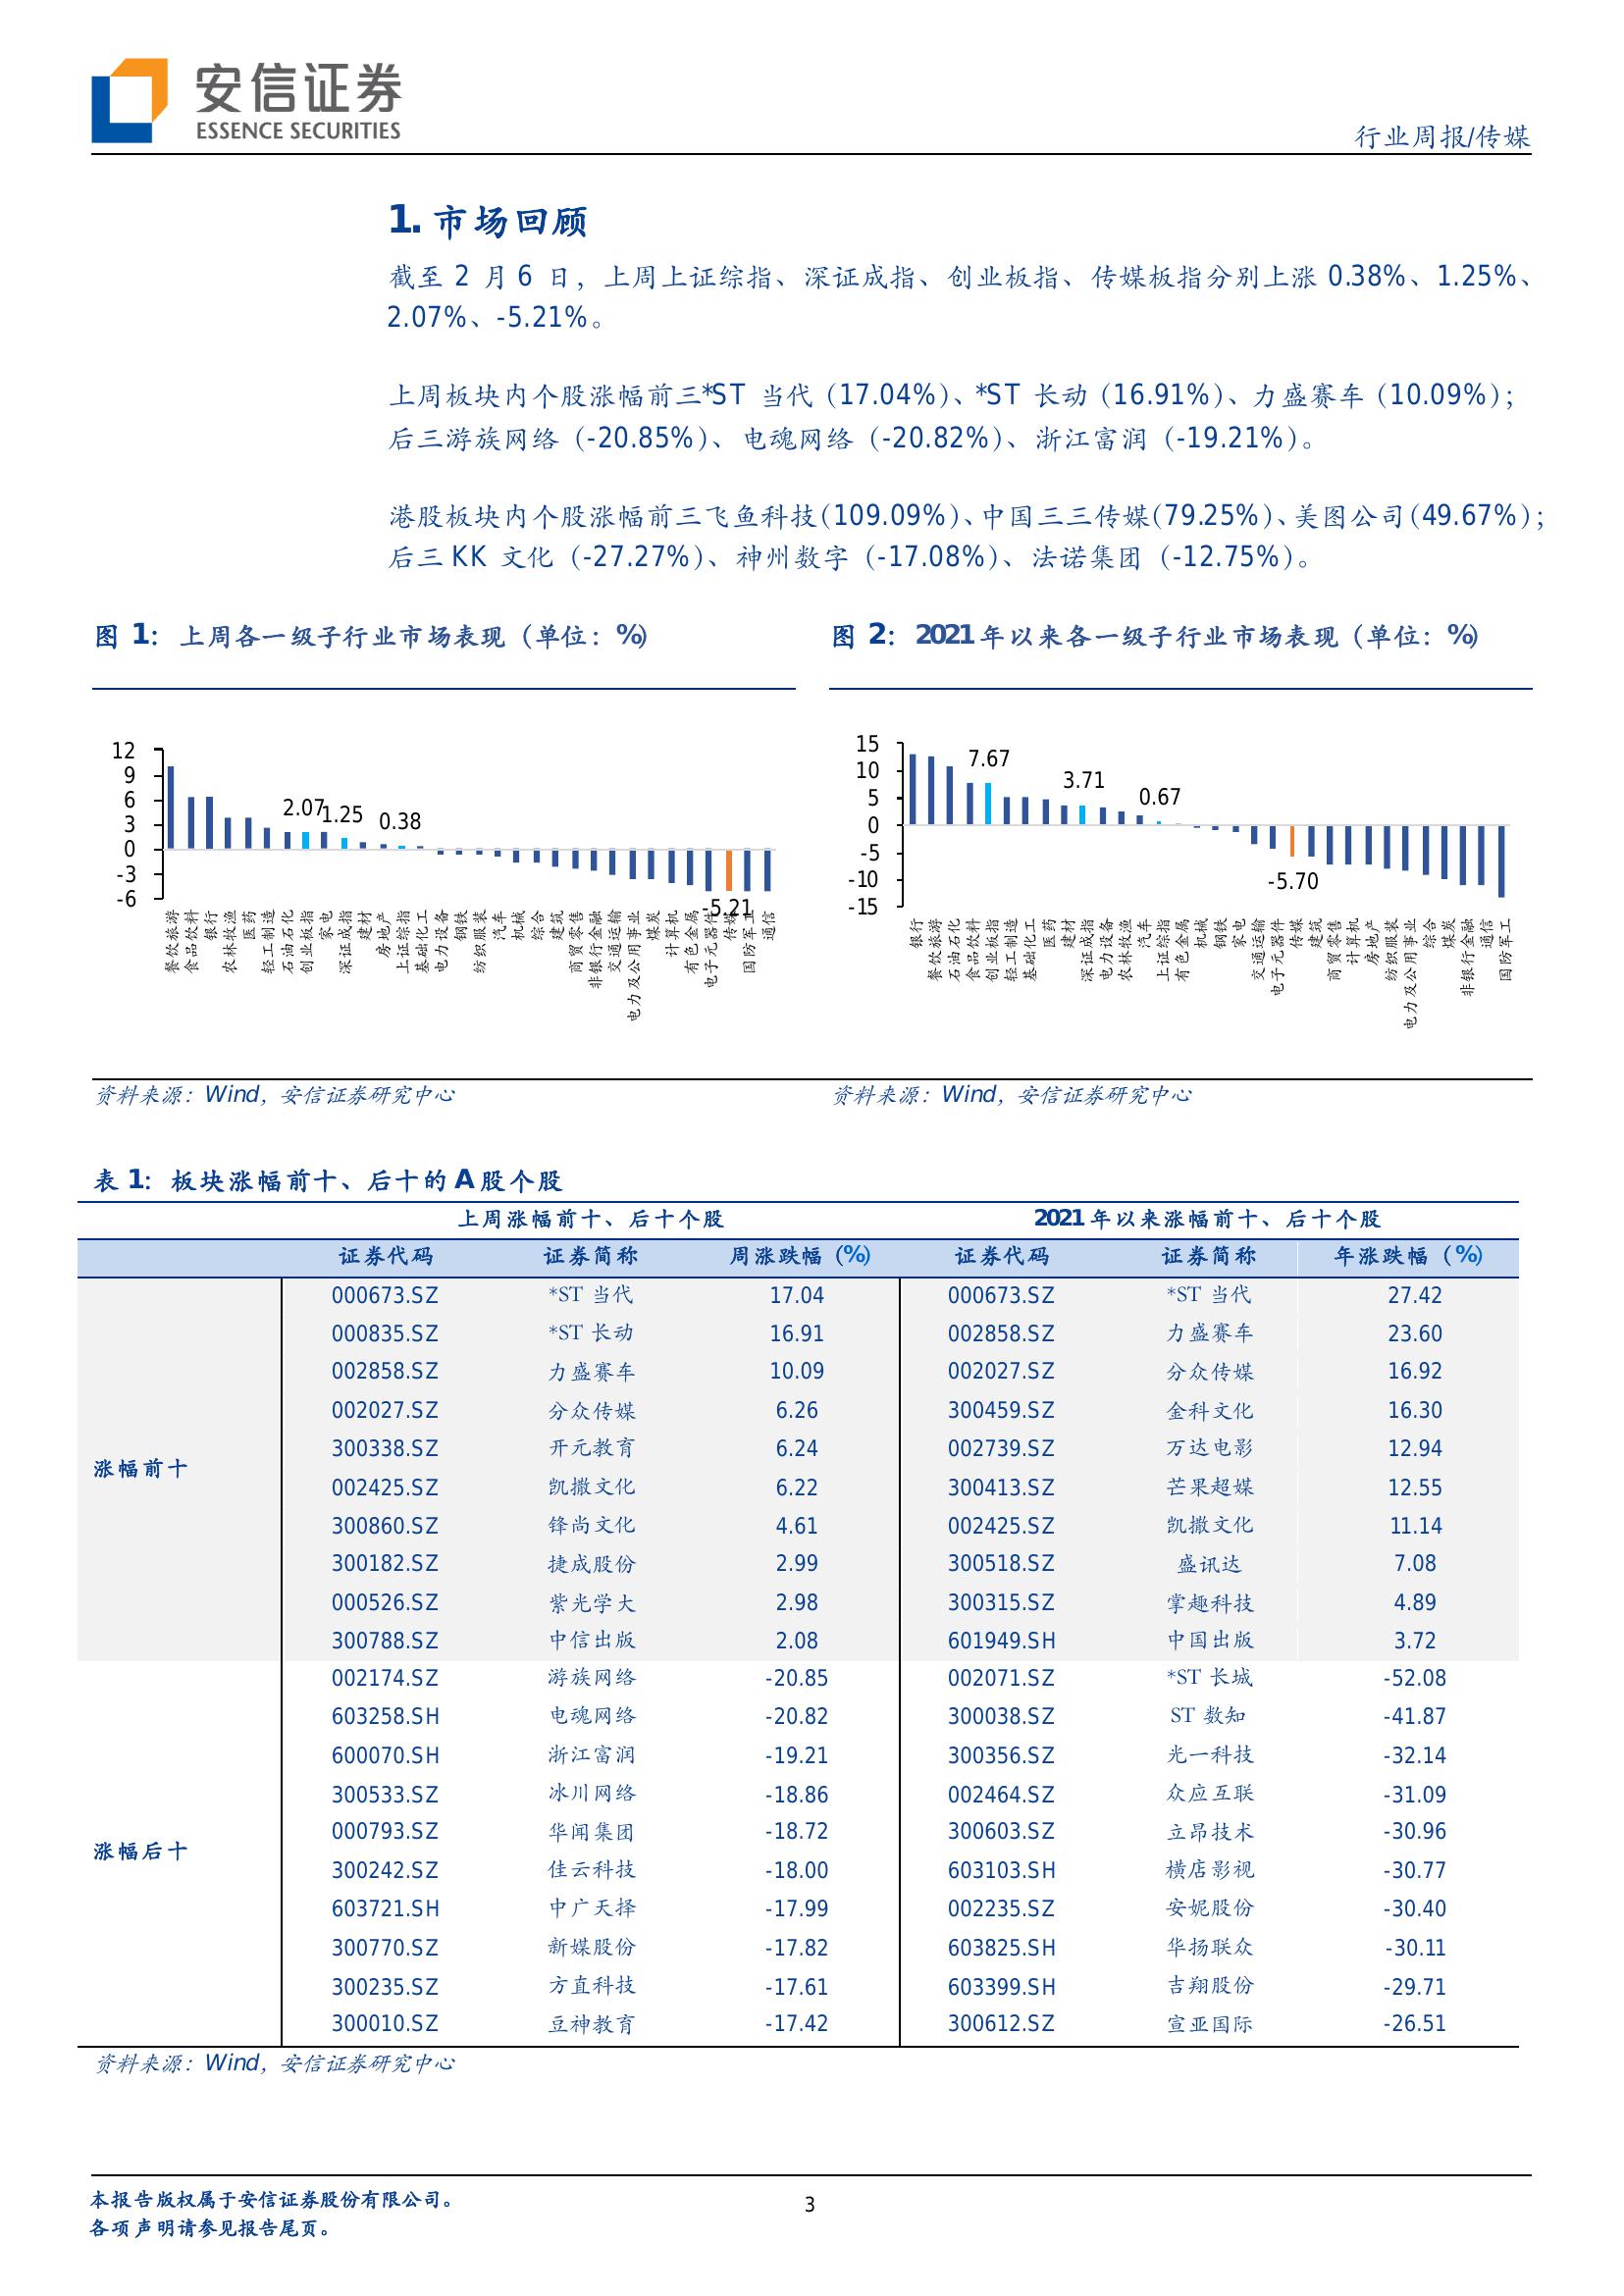 安信证券
ESSENCE SECURITIES
行业周报/传媒
1. 市场回顾
截至 2 月 6 日，上周上证综指、深证成指、创业板指、传媒板指分别上涨 0.38%、1.25%、
2.07%、-5.21%。
上周板块内个股涨幅前三*ST 当代（17.04%）、*ST 长动（16.91%）、力盛赛车（10.09%）；
后三游族网络（-20.85%）、电魂网络（-20.82%）、浙江富润（-19.21%）。
港股板块内个股涨幅前三飞鱼科技(109.09%)、中国三三传媒(79.25%)、美图公司(49.67%)；
后三 KK 文化（-27.27%）、神州数字（-17.08%）、法诺集团（-12.75%）。
图 1：上周各一级子行业市场表现（单位：%）
12
9
6
3
0
-3
-6
2.07
1.25
0.38
-5.21
餐饮旅游
食品饮料
银行
农林牧渔
医药
轻工制造
石油石化
创业板指
家电
深证成指
建材
房地产
上证综指
基础化工
电力设备
钢铁
纺织服装
汽车
机械
综合
建筑
商贸零售
非银行金融
交通运输
电力及公用事业
煤炭
计算机
有色金属
电子元器件
传媒
国防军工
通信
图 2：2021 年以来各一级子行业市场表现（单位：%）
15
10
5
0
-5
-10
-15
7.67
3.71
0.67
-5.70
银行
餐饮旅游
石油石化
食品饮料
创业板指
轻工制造
基础化工
医药
建材
深证成指
电力设备
农林牧渔
汽车
上证综指
有色金属
机械
钢铁
家电
交通运输
电子元器件
传媒
建筑
商贸零售
计算机
房地产
纺织服装
电力及公用事业
综合
煤炭
非银行金融
通信
国防军工
资料来源：Wind，安信证券研究中心
资料来源：Wind，安信证券研究中心
表 1：板块涨幅前十、后十的 A 股个股
上周涨幅前十、后十个股 2021 年以来涨幅前十、后十个股
证券代码 证券简称 周涨跌幅（%） 证券代码 证券简称 年涨跌幅（%）
涨幅前十
000673.SZ *ST 当代 17.04 000673.SZ *ST 当代 27.42
000835.SZ *ST 长动 16.91 002858.SZ 力盛赛车 23.60
002858.SZ 力盛赛车 10.09 002027.SZ 分众传媒 16.92
002027.SZ 分众传媒 6.26 300459.SZ 金科文化 16.30
300338.SZ 开元教育 6.24 002739.SZ 万达电影 12.94
002425.SZ 凯撒文化 6.22 300413.SZ 芒果超媒 12.55
300860.SZ 锋尚文化 4.61 002425.SZ 凯撒文化 11.14
300182.SZ 捷成股份 2.99 300518.SZ 盛讯达 7.08
000526.SZ 紫光学大 2.98 300315.SZ 掌趣科技 4.89
300788.SZ 中信出版 2.08 601949.SH 中国出版 3.72
涨幅后十
002174.SZ 游族网络 -20.85 002071.SZ *ST 长城 -52.08
603258.SH 电魂网络 -20.82 300038.SZ ST 数知 -41.87
600070.SH 浙江富润 -19.21 300356.SZ 光一科技 -32.14
300533.SZ 冰川网络 -18.86 002464.SZ 众应互联 -31.09
000793.SZ 华闻集团 -18.72 300603.SZ 立昂技术 -30.96
300242.SZ 佳云科技 -18.00 603103.SH 横店影视 -30.77
603721.SH 中广天择 -17.99 002235.SZ 安妮股份 -30.40
300770.SZ 新媒股份 -17.82 603825.SH 华扬联众 -30.11
300235.SZ 方直科技 -17.61 603399.SH 吉翔股份 -29.71
300010.SZ 豆神教育 -17.42 300612.SZ 宣亚国际 -26.51
资料来源：Wind，安信证券研究中心
本报告版权属于安信证券股份有限公司。
各项声明请参见报告尾页。
3